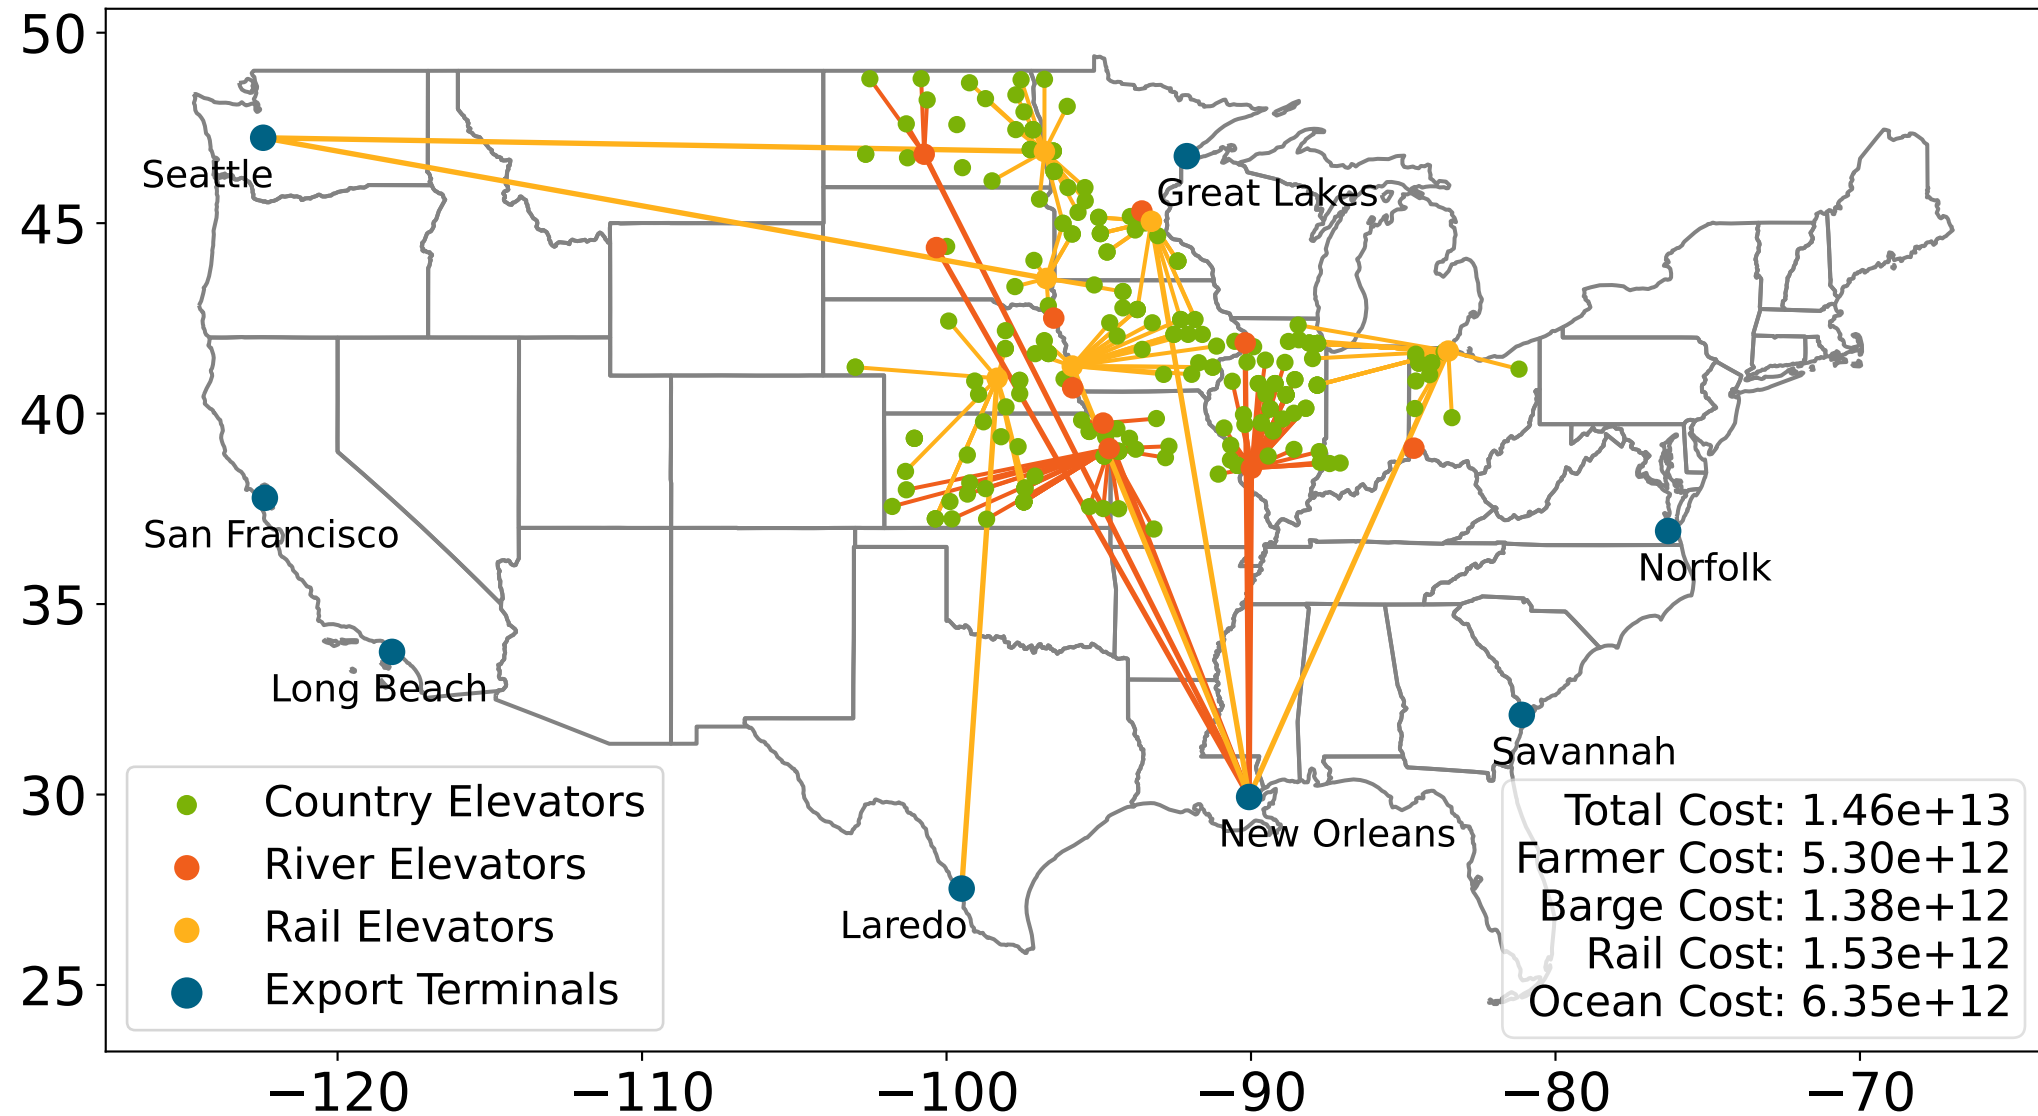 50
45
40
35
30
25
−120
−110
−100
−90
−80
−70
Seattle
Great Lakes
San Francisco
Norfolk
Long Beach
Savannah
New Orleans
Laredo
Country Elevators
River Elevators
Rail Elevators
Export Terminals
Total Cost: 1.46e+13
Farmer Cost: 5.30e+12
Barge Cost: 1.38e+12
Rail Cost: 1.53e+12
Ocean Cost: 6.35e+12